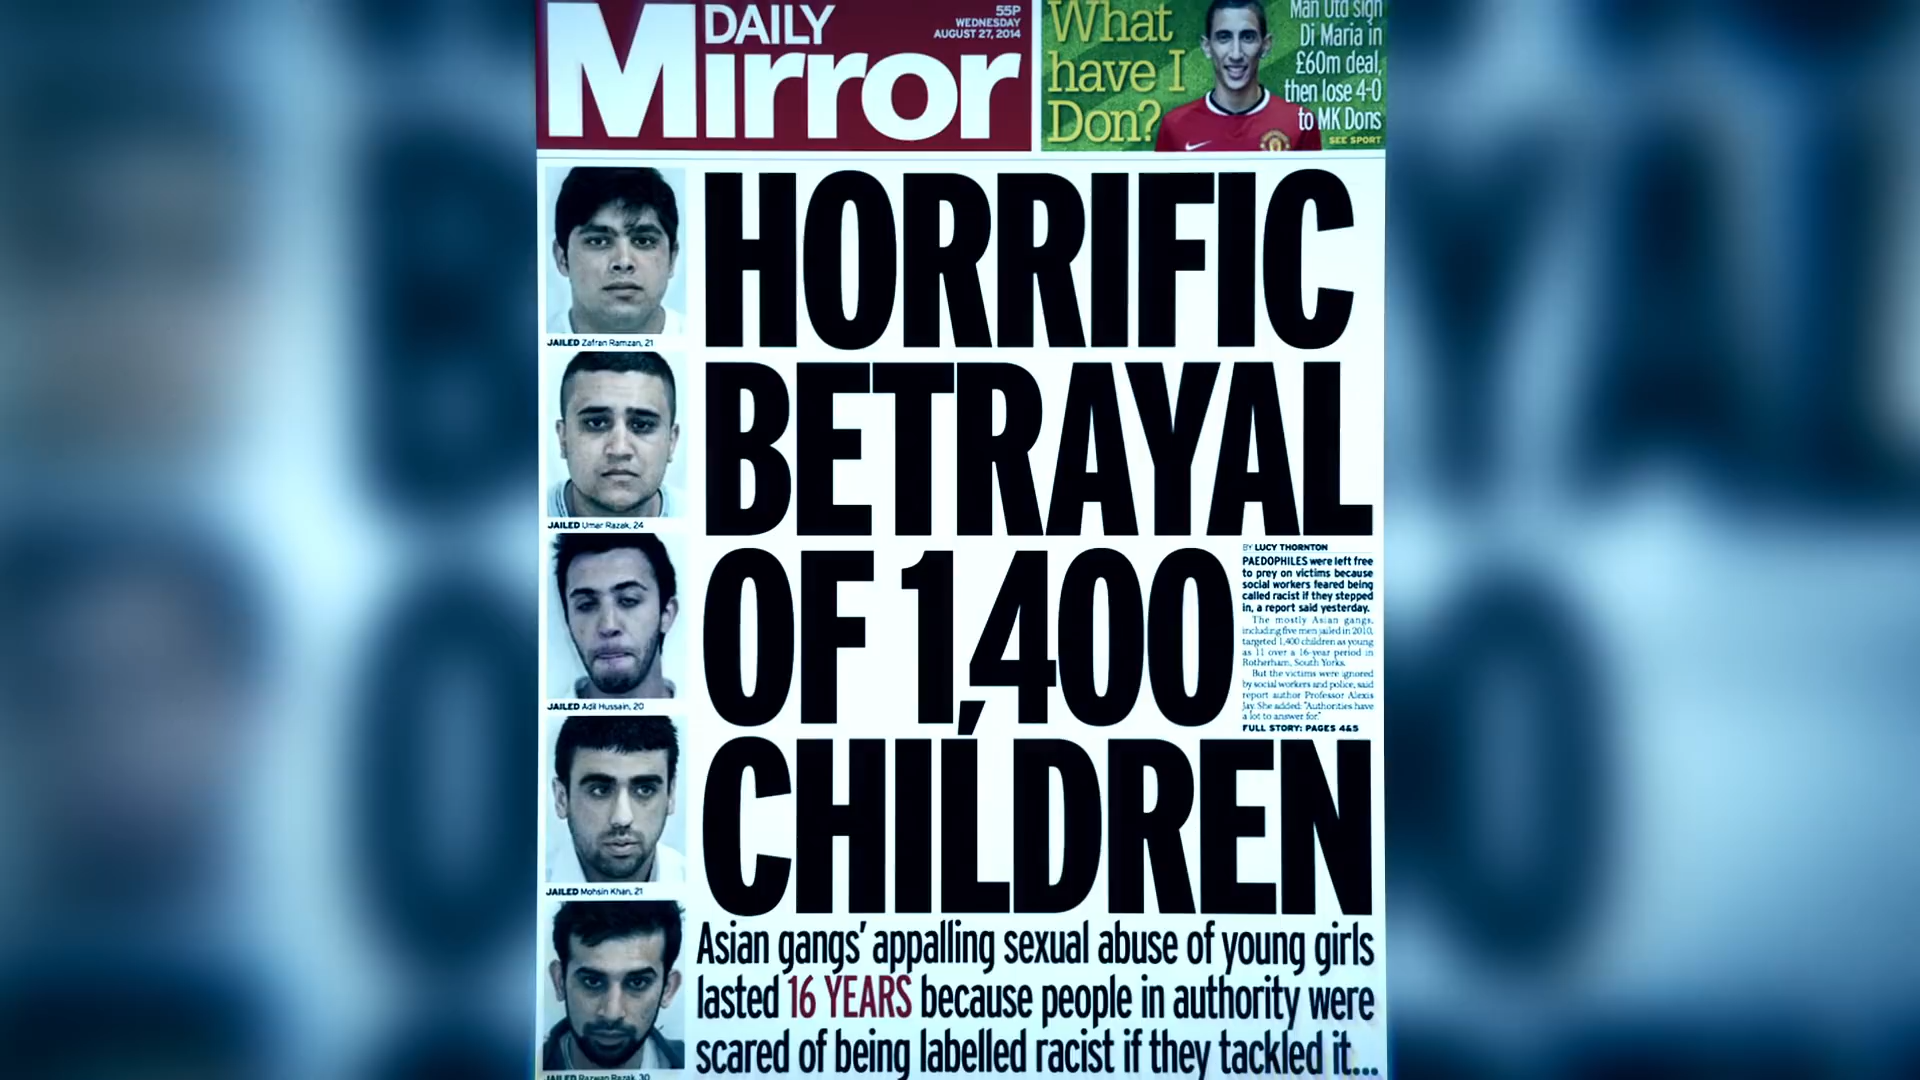 DAILY
Mirror
55P
WEDNESDAY
AUGUST 27, 2014
What
have I
Don?
Man Utd sign
Di Maria in
£60m deal,
then lose 4-0
to MK Dons
SEE SPORT
JAILED Zafran Ramzan, 21
JAILED Umar Razak, 24
JAILED Adil Hussain, 20
JAILED Mohsin Khan, 21
JAILED Razwan Razak, 30
HORRIFIC
BETRAYAL
OF 1,400
CHILDREN
BY LUCY THORNTON
PAEDOPHILES were left free
to prey on victims because
social workers feared being
called racist if they stepped
in, a report said yesterday.
The mostly Asian gangs,
including five men jailed in 2010,
targeted 1,400 children as young
as 11 over a 16-year period in
Rotherham, South Yorks.
But the victims were ignored
by social workers and police, said
report author Professor Alexis
Jay. She added: "Authorities have
a lot to answer for."
FULL STORY: PAGES 4&5
Asian gangs' appalling sexual abuse of young girls
lasted 16 YEARS because people in authority were
scared of being labelled racist if they tackled it...